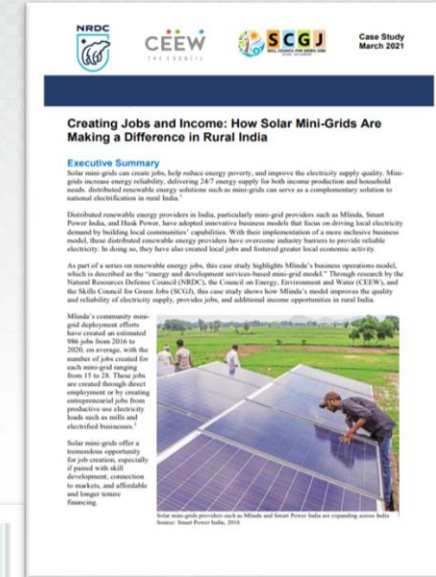 NRDC
CEEW
THE COUNCIL
SCGJ
SKILL COUNCIL FOR GREEN JOBS
Case Study
March 2021
Creating Jobs and Income: How Solar Mini-Grids Are
Making a Difference in Rural India
Executive Summary
Solar mini-grids can create jobs, help reduce energy poverty, and improve the electricity supply quality. Mini-
grids increase energy reliability, delivering 24/7 energy supply for both income production and household
needs. distributed renewable energy solutions such as mini-grids can serve as a complementary solution to
national electrification in rural India.¹
Distributed renewable energy providers in India, particularly mini-grid providers such as Mlinda, Smart
Power India, and Husk Power, have adopted innovative business models that focus on driving local electricity
demand by building local communities' capabilities. With their implementation of a more inclusive business
model, these distributed renewable energy providers have overcome industry barriers to provide reliable
electricity. In doing so, they have also created local jobs and fostered greater local economic activity.
As part of a series on renewable energy jobs, this case study highlights Mlinda's business operations model,
which is described as the "energy and development services-based mini-grid model." Through research by the
Natural Resources Defense Council (NRDC), the Council on Energy, Environment and Water (CEEW), and
the Skills Council for Green Jobs (SCGJ), this case study shows how Mlinda's model improves the quality
and reliability of electricity supply, provides jobs, and additional income opportunities in rural India.
Mlinda's community mini-
grid deployment efforts
have created an estimated
986 jobs from 2016 to
2020, on average, with the
number of jobs created for
each mini-grid ranging
from 15 to 28. These jobs
are created through direct
employment or by creating
entrepreneurial jobs from
productive use electricity
loads such as mills and
electrified businesses.
Solar mini-grids offer a
tremendous opportunity
for job creation, especially
if paired with skill
development, connection
to markets, and affordable
and longer tenure
financing.
Solar mini-grids providers such as Mlinda and Smart Power India are expanding across India
Source: Smart Power India, 2016